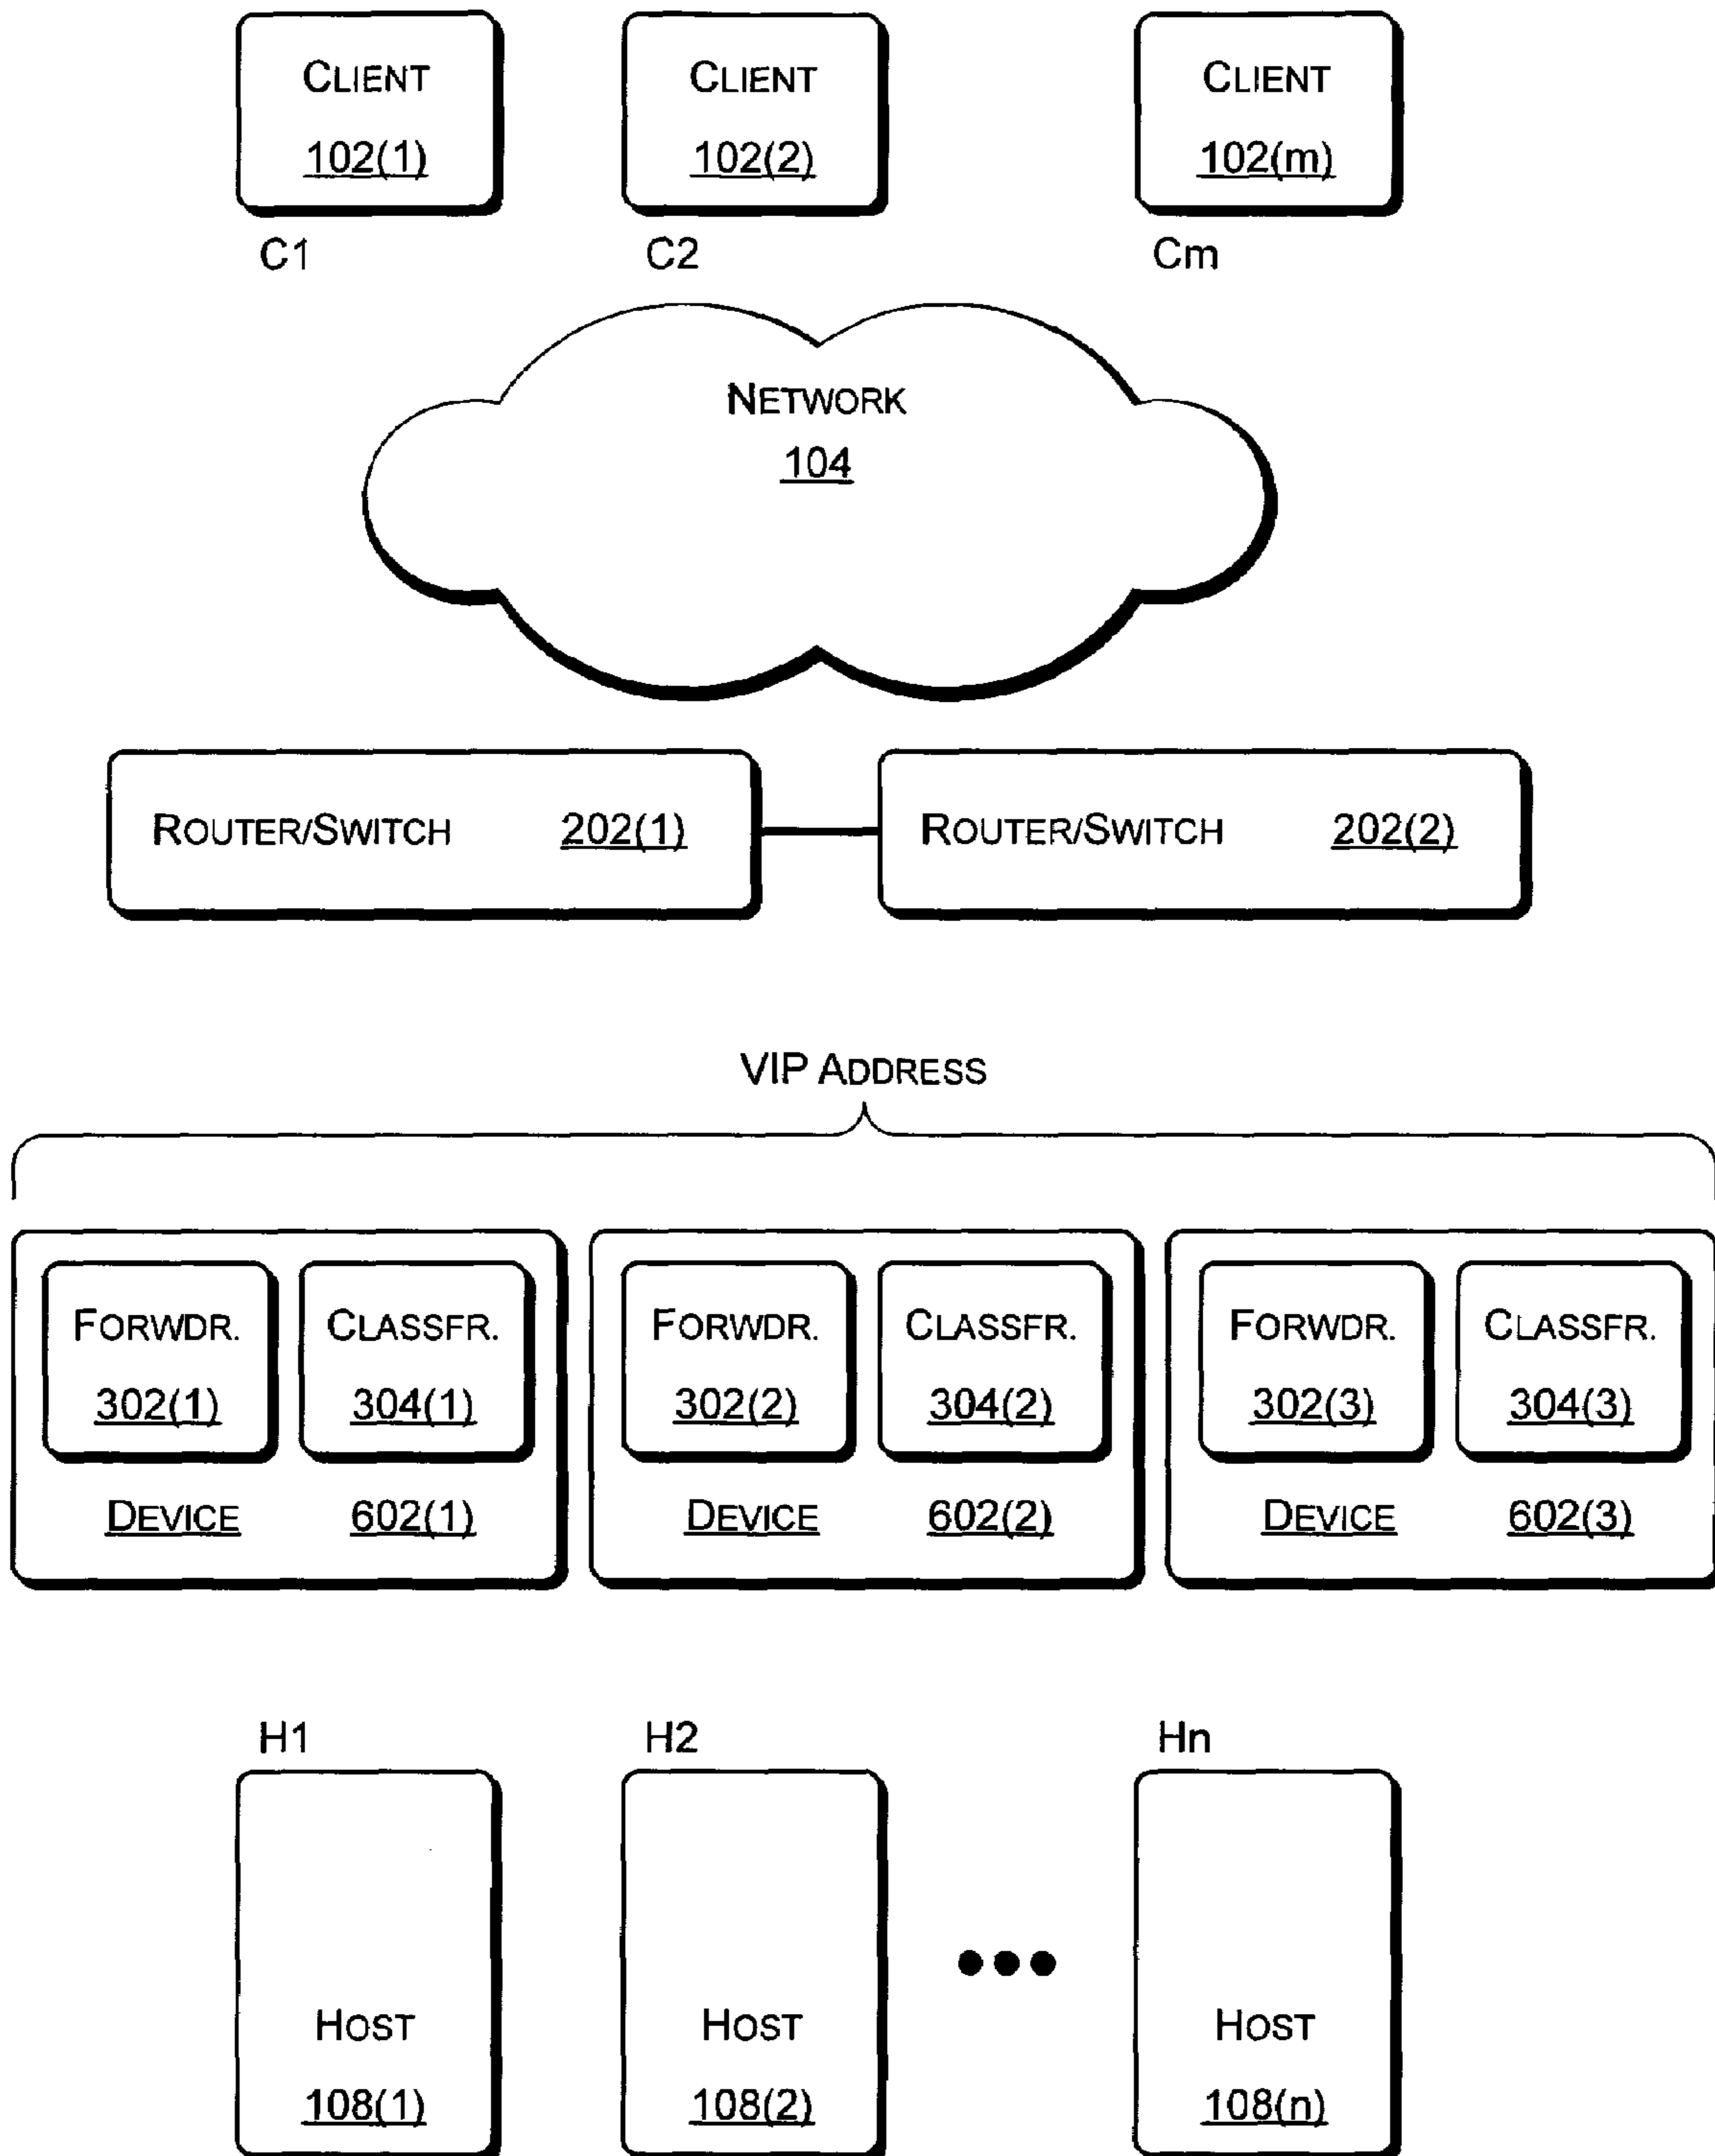 CLIENT CLIENT CLIENT
102(1) 102(2) 102(m)
C1 C2 Cm
NETWORK
104
ROUTER/SWITCH 202(1) ROUTER/SWITCH 202(2)
VIP ADDRESS
FORWDR. CLASSFR. FORWDR. CLASSFR. FORWDR. CLASSFR.
302(1) 304(1) 302(2) 304(2) 302(3) 304(3)
DEVICE 602(1) DEVICE 602(2) DEVICE 602(3)
H1 H2 Hn
HOST HOST HOST
108(1) 108(2) 108(n)